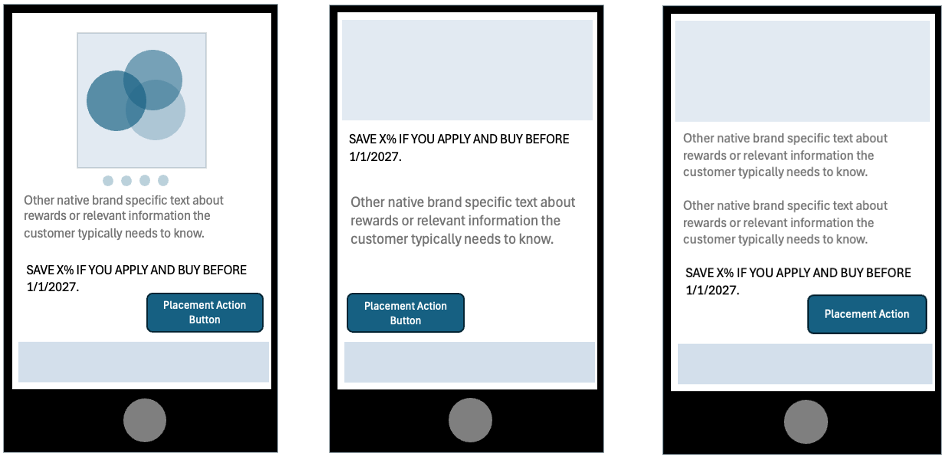 Other native brand specific text about
rewards or relevant information the
customer typically needs to know.
SAVE X% IF YOU APPLY AND BUY BEFORE
1/1/2027.
Placement Action
Button
SAVE X% IF YOU APPLY AND BUY BEFORE
1/1/2027.
Other native brand specific text about
rewards or relevant information the
customer typically needs to know.
Placement Action
Button
Other native brand specific text about
rewards or relevant information the
customer typically needs to know.
Other native brand specific text about
rewards or relevant information the
customer typically needs to know.
SAVE X% IF YOU APPLY AND BUY BEFORE
1/1/2027.
Placement Action